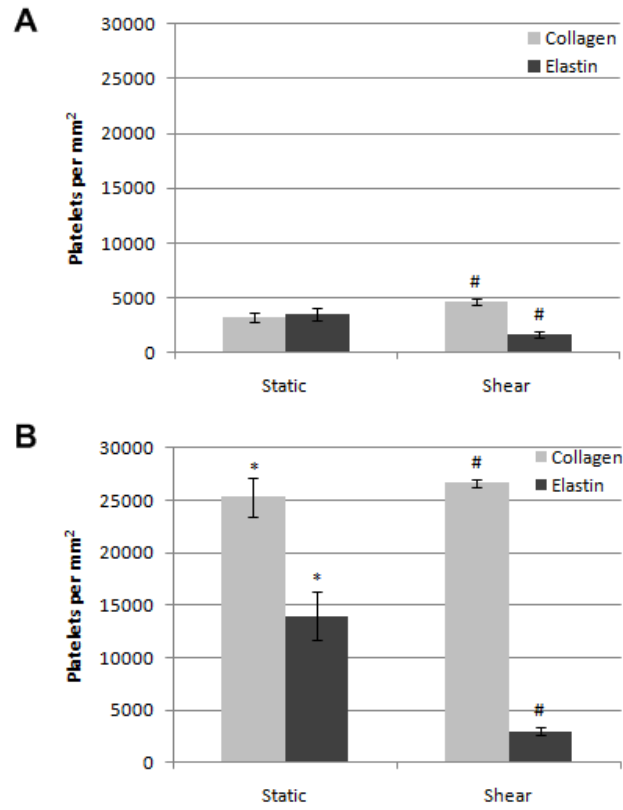 A
30000
25000
20000
15000
10000
5000
0
Platelets per mm²
Collagen
Elastin
#
#
Static
Shear
B
30000
25000
20000
15000
10000
5000
0
Platelets per mm²
Collagen
Elastin
*
*
#
#
Static
Shear